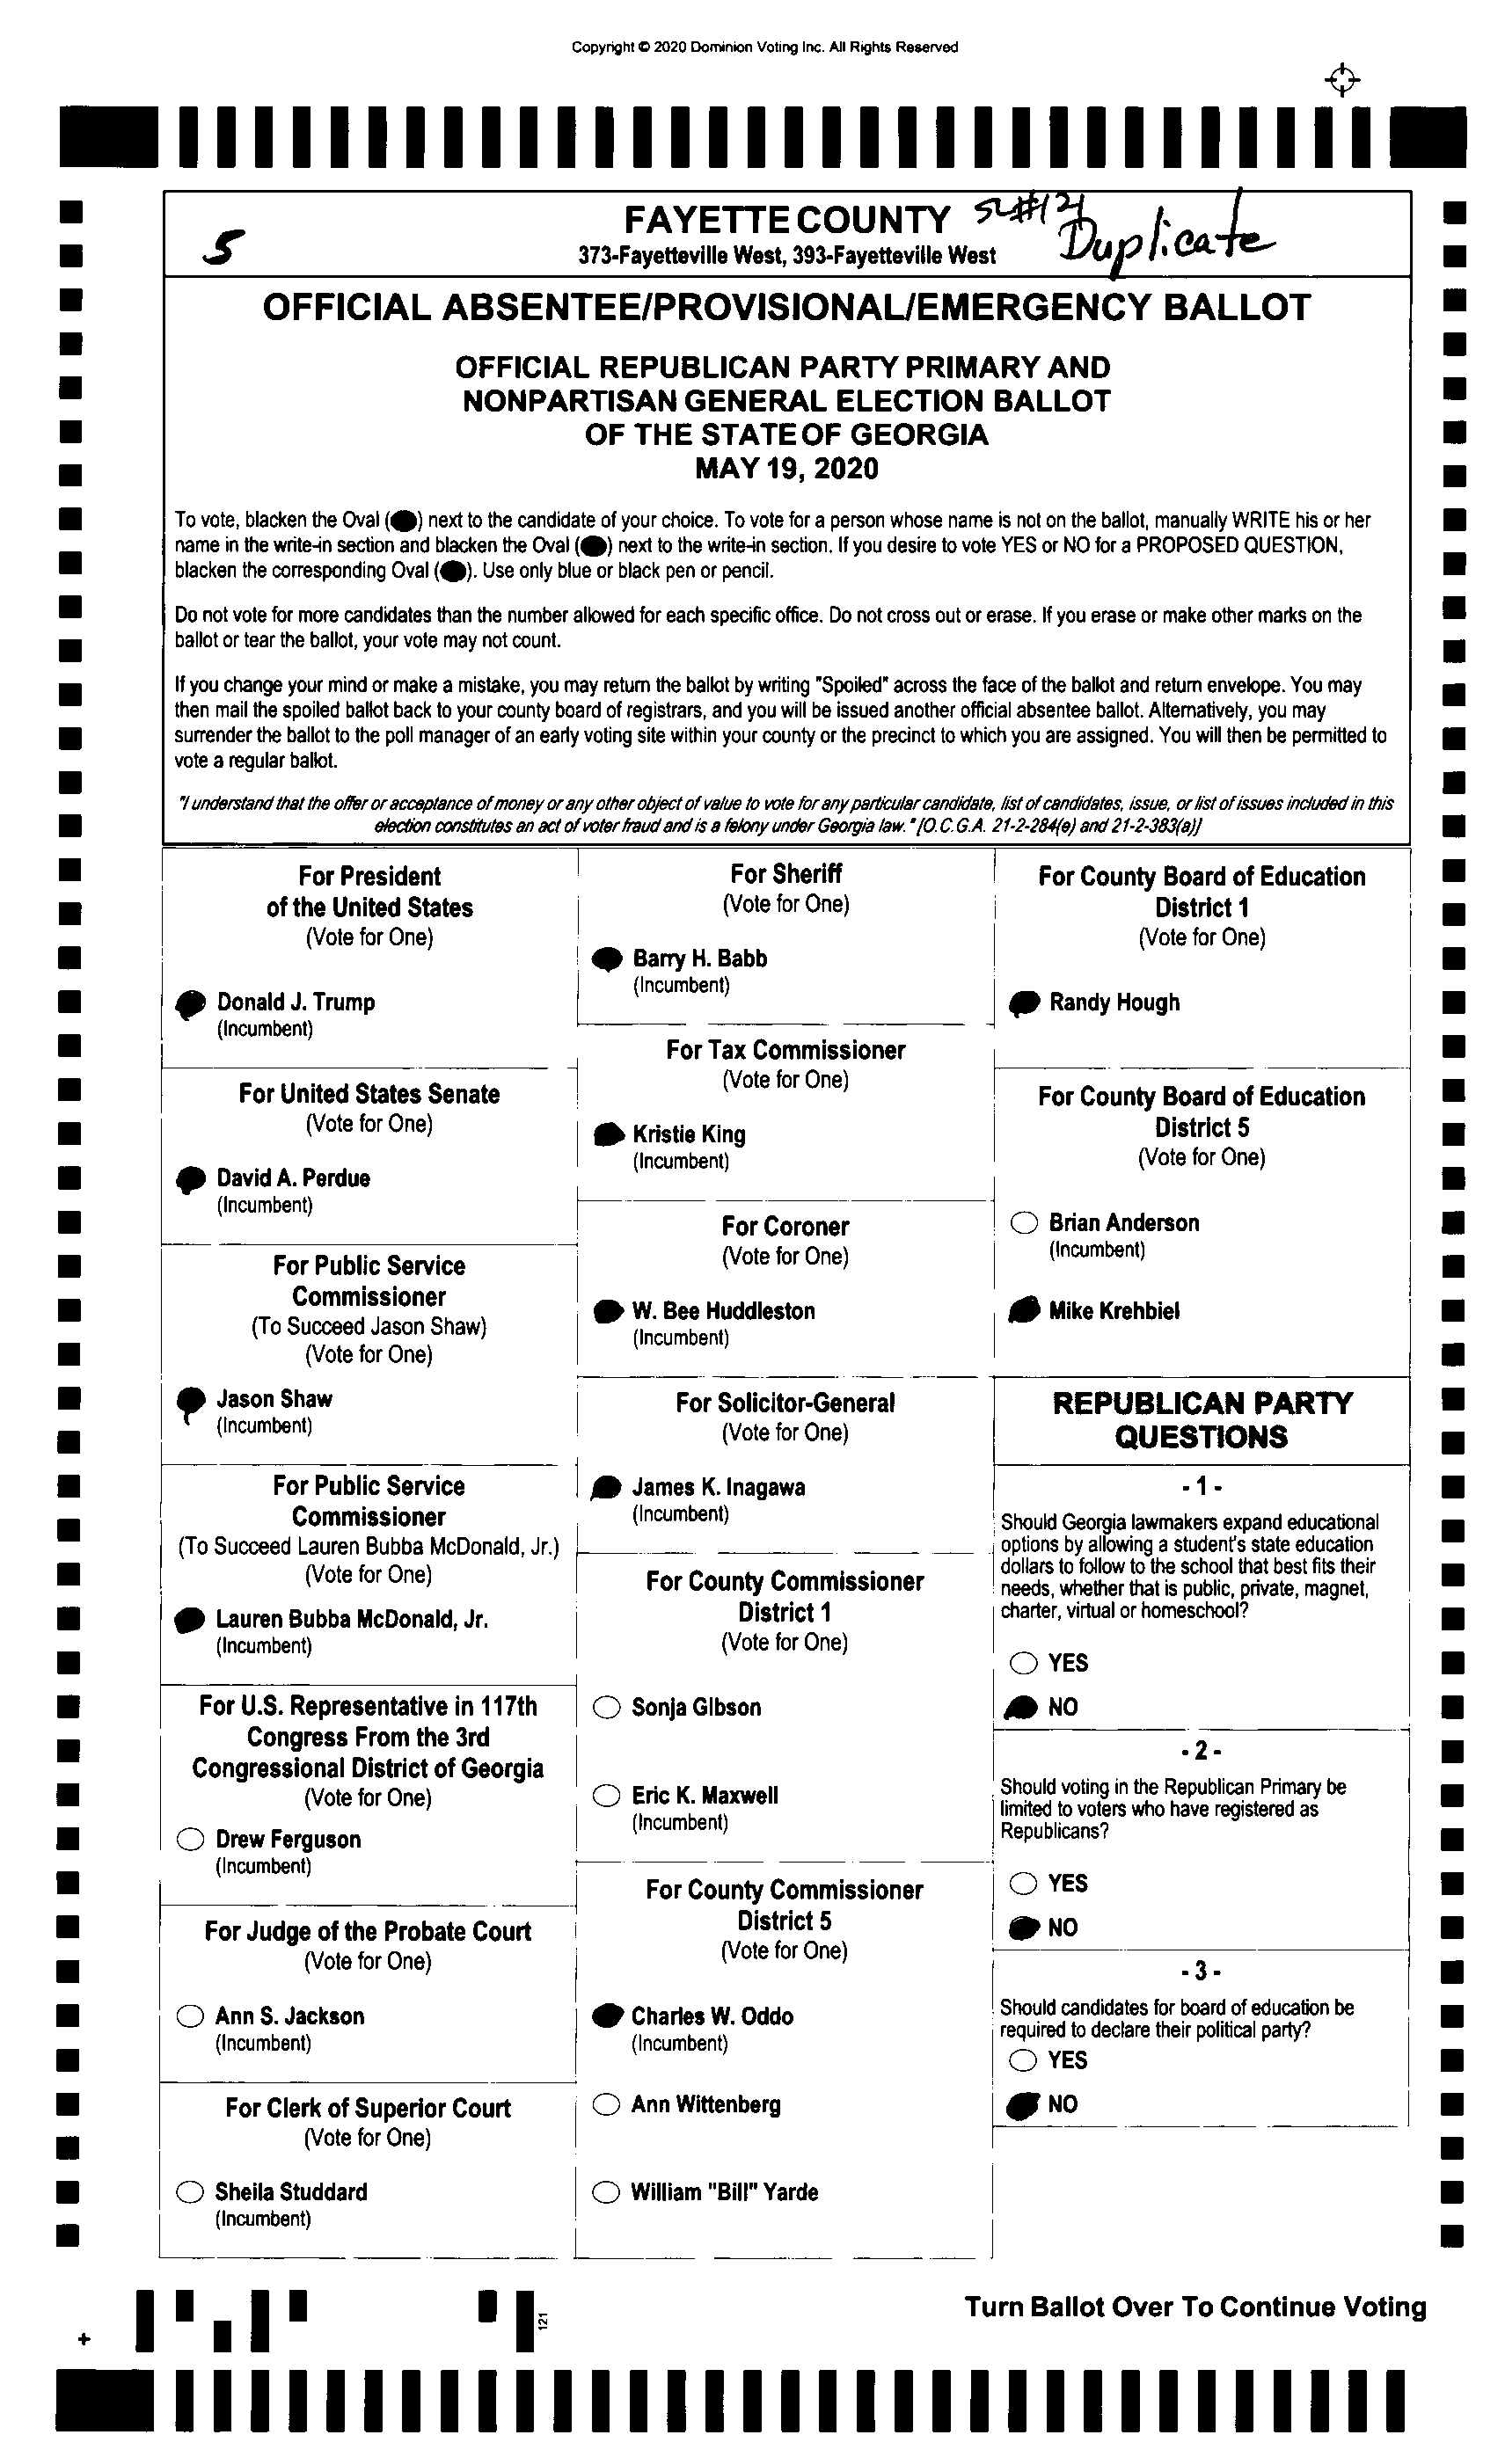 Copyright © 2020 Dominion Voting Inc. All Rights Reserved
FAYETTE COUNTY
373-Fayetteville West, 393-Fayetteville West
5
Duplicate
OFFICIAL ABSENTEE/PROVISIONAL/EMERGENCY BALLOT
OFFICIAL REPUBLICAN PARTY PRIMARY AND
NONPARTISAN GENERAL ELECTION BALLOT
OF THE STATE OF GEORGIA
MAY 19, 2020
To vote, blacken the Oval () next to the candidate of your choice. To vote for a person whose name is not on the ballot, manually WRITE his or her
name in the write-in section and blacken the Oval () next to the write-in section. If you desire to vote YES or NO for a PROPOSED QUESTION,
blacken the corresponding Oval (). Use only blue or black pen or pencil.
Do not vote for more candidates than the number allowed for each specific office. Do not cross out or erase. If you erase or make other marks on the
ballot or tear the ballot, your vote may not count.
If you change your mind or make a mistake, you may return the ballot by writing "Spoiled" across the face of the ballot and return envelope. You may
then mail the spoiled ballot back to your county board of registrars, and you will be issued another official absentee ballot. Alternatively, you may
surrender the ballot to the poll manager of an early voting site within your county or the precinct to which you are assigned. You will then be permitted to
vote a regular ballot.
"I understand that the offer or acceptance of money or any other object of value to vote for any particular candidate, list of candidates, issue, or list of issues included in this
election constitutes an act of voter fraud and is a felony under Georgia law." [O.C.G.A. 21-2-284(e) and 21-2-383(a)]
For President
of the United States
(Vote for One)
Donald J. Trump
(Incumbent)
For United States Senate
(Vote for One)
David A. Perdue
(Incumbent)
For Public Service
Commissioner
(To Succeed Jason Shaw)
(Vote for One)
Jason Shaw
(Incumbent)
For Public Service
Commissioner
(To Succeed Lauren Bubba McDonald, Jr.)
(Vote for One)
Lauren Bubba McDonald, Jr.
(Incumbent)
For U.S. Representative in 117th
Congress From the 3rd
Congressional District of Georgia
(Vote for One)
Drew Ferguson
(Incumbent)
For Judge of the Probate Court
(Vote for One)
Ann S. Jackson
(Incumbent)
For Clerk of Superior Court
(Vote for One)
Sheila Studdard
(Incumbent)
For Sheriff
(Vote for One)
Barry H. Babb
(Incumbent)
For Tax Commissioner
(Vote for One)
Kristie King
(Incumbent)
For Coroner
(Vote for One)
W. Bee Huddleston
(Incumbent)
For Solicitor-General
(Vote for One)
James K. Inagawa
(Incumbent)
For County Commissioner
District 1
(Vote for One)
Sonja Gibson
Eric K. Maxwell
(Incumbent)
For County Commissioner
District 5
(Vote for One)
Charles W. Oddo
(Incumbent)
Ann Wittenberg
William "Bill" Yarde
For County Board of Education
District 1
(Vote for One)
Randy Hough
For County Board of Education
District 5
(Vote for One)
Brian Anderson
(Incumbent)
Mike Krehbiel
REPUBLICAN PARTY
QUESTIONS
- 1 -
Should Georgia lawmakers expand educational
options by allowing a student's state education
dollars to follow to the school that best fits their
needs, whether that is public, private, magnet,
charter, virtual or homeschool?
YES
NO
- 2 -
Should voting in the Republican Primary be
limited to voters who have registered as
Republicans?
YES
NO
- 3 -
Should candidates for board of education be
required to declare their political party?
YES
NO
Turn Ballot Over To Continue Voting
121